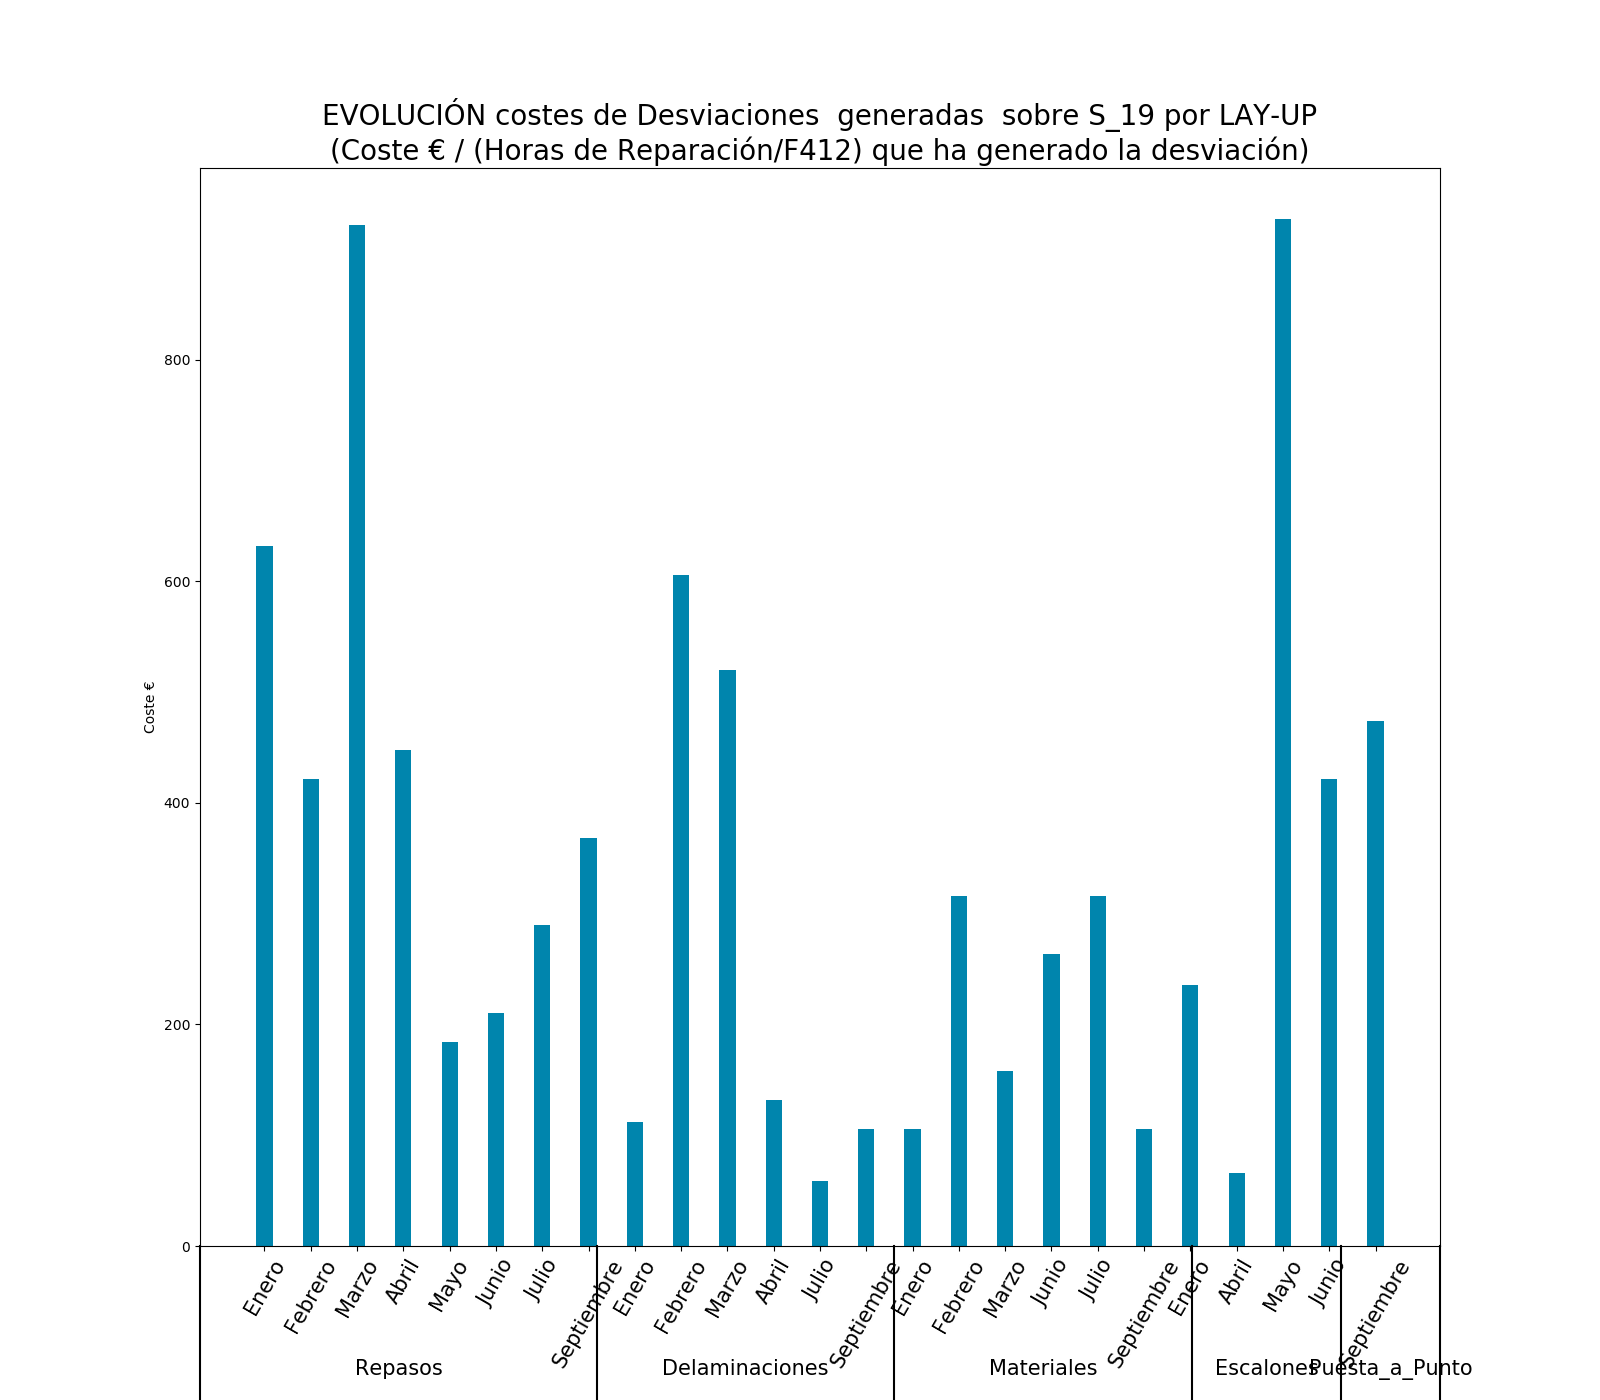 EVOLUCIÓN costes de Desviaciones  generadas  sobre S_19 por LAY-UP
(Coste € / (Horas de Reparación/F412) que ha generado la desviación)
800
600
400
200
0
Coste €
Enero Febrero Marzo Abril Mayo Junio Julio Septiembre Enero Febrero Marzo Abril Julio Septiembre Enero Febrero Marzo Junio Julio Septiembre Enero Abril Mayo Junio Septiembre
Repasos Delaminaciones Materiales Escalones Puesta_a_Punto